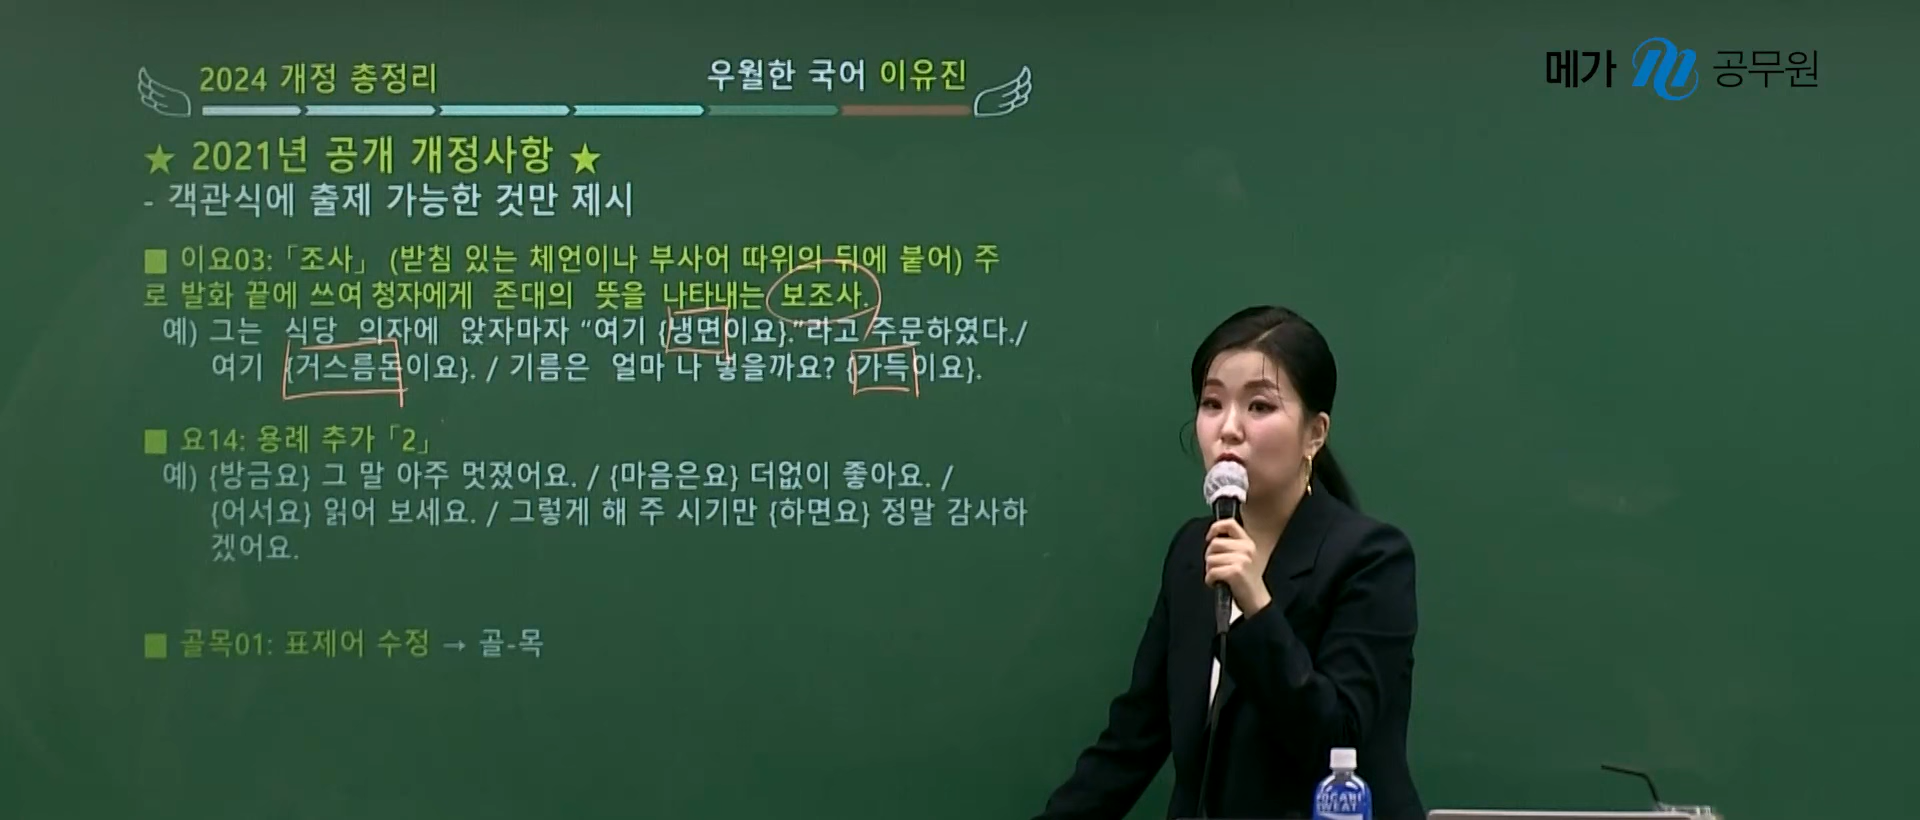 2024 개정 총정리
우월한 국어 이유진
메가 공무원
★ 2021년 공개 개정사항 ★
- 객관식에 출제 가능한 것만 제시
■ 이요03:「조사」 (받침 있는 체언이나 부사어 따위의 뒤에 붙어) 주
로 발화 끝에 쓰여 청자에게 존대의 뜻을 나타내는 보조사.
예) 그는 식당 의자에 앉자마자 “여기 {냉면이요}.”라고 주문하였다./
여기 {거스름돈이요}. / 기름은 얼마 나 넣을까요? {가득이요}.
■ 요14: 용례 추가「2」
예) {방금요} 그 말 아주 멋졌어요. / {마음은요} 더없이 좋아요. /
{어서요} 읽어 보세요. / 그렇게 해 주 시기만 {하면요} 정말 감사하
겠어요.
■ 골목01: 표제어 수정 → 골-목
POCARI
SWEAT